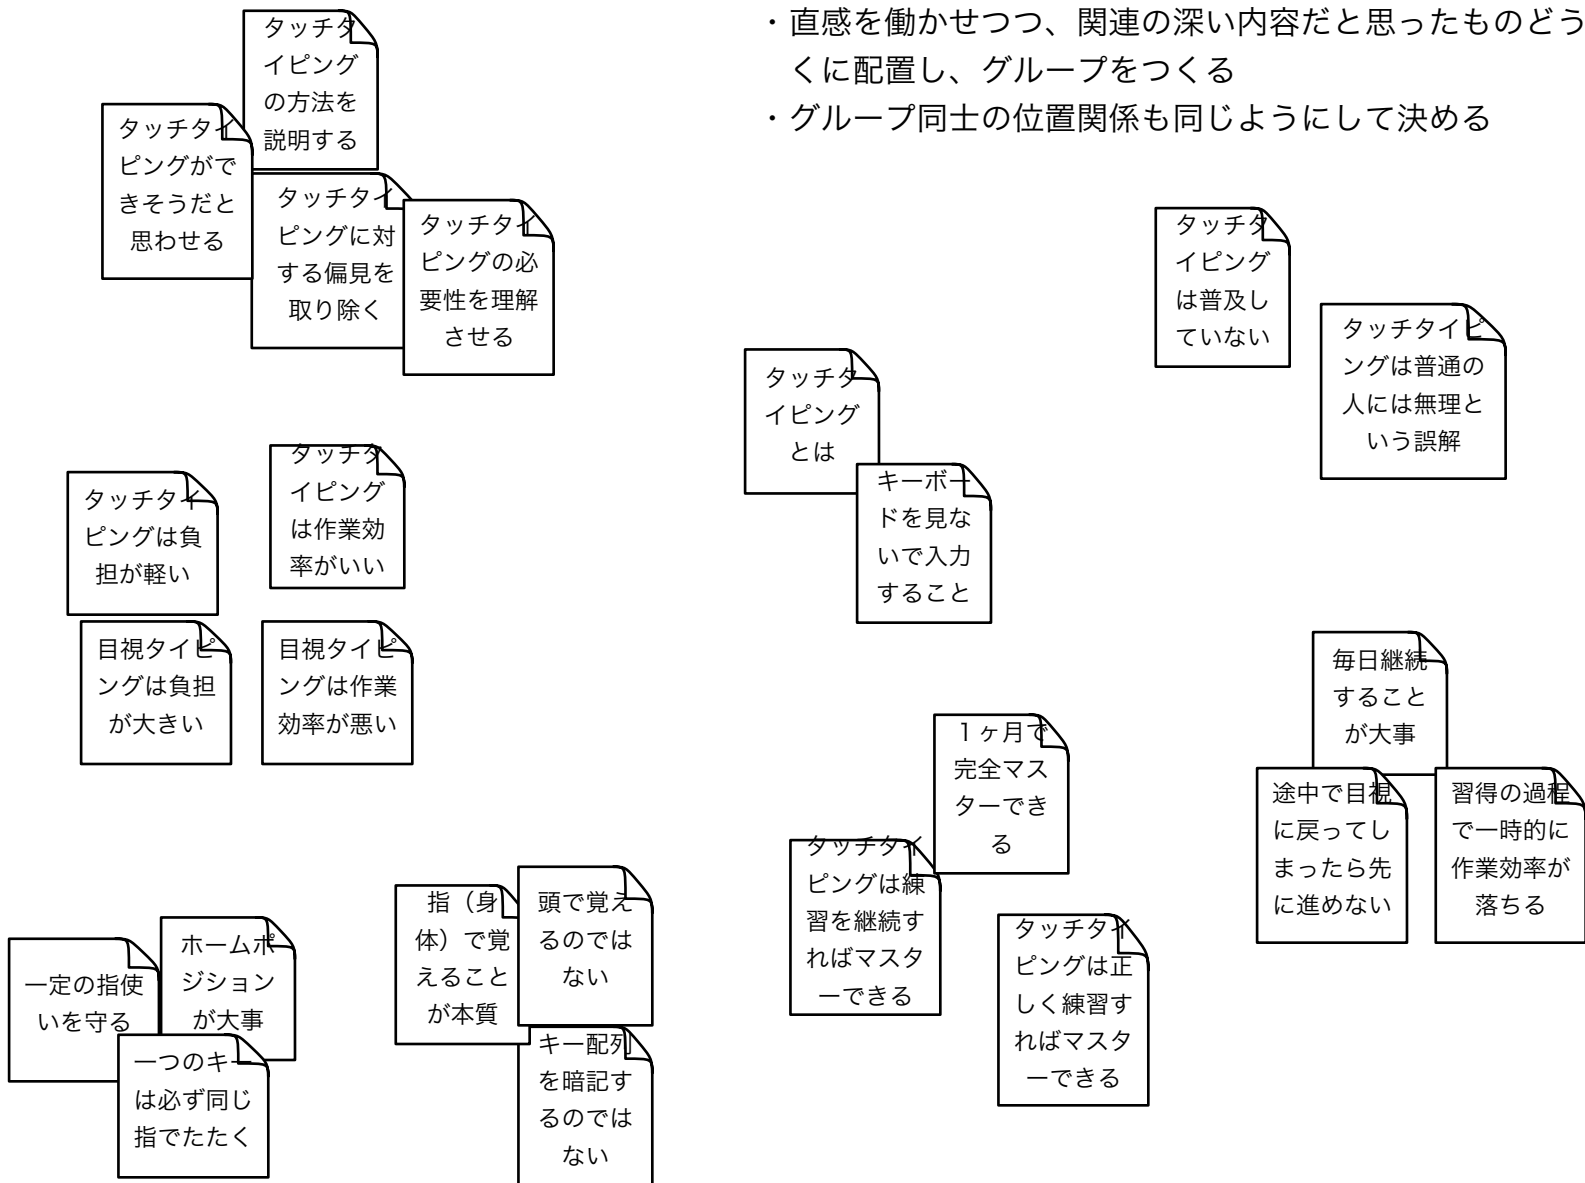 ・直感を働かせつつ、関連の深い内容だと思ったものどう
くに配置し、グループをつくる
・グループ同士の位置関係も同じようにして決める
タッチタ
イピング
の方法を
説明する
タッチタイ
ピングがで
きそうだと
思わせる
タッチタイ
ピングに対
する偏見を
取り除く
タッチタイ
ピングの必
要性を理解
させる
タッチタ
イピング
は普及し
ていない
タッチタイピ
ングは普通の
人には無理と
いう誤解
タッチタ
イピング
とは
キーボー
ドを見な
いで入力
すること
タッチタイ
ピングは負
担が軽い
タッチタ
イピング
は作業効
率がいい
目視タイピ
ングは負担
が大きい
目視タイピ
ングは作業
効率が悪い
毎日継続
すること
が大事
途中で目視
に戻ってし
まったら先
に進めない
習得の過程
で一時的に
作業効率が
落ちる
１ヶ月で
完全マス
ターでき
る
タッチタイ
ピングは練
習を継続す
ればマスタ
ーできる
タッチタイ
ピングは正
しく練習す
ればマスタ
ーできる
一定の指使
いを守る
ホームポ
ジション
が大事
一つのキー
は必ず同じ
指でたたく
指（身
体）で覚
えること
が本質
頭で覚え
るのでは
ない
キー配列
を暗記す
るのでは
ない